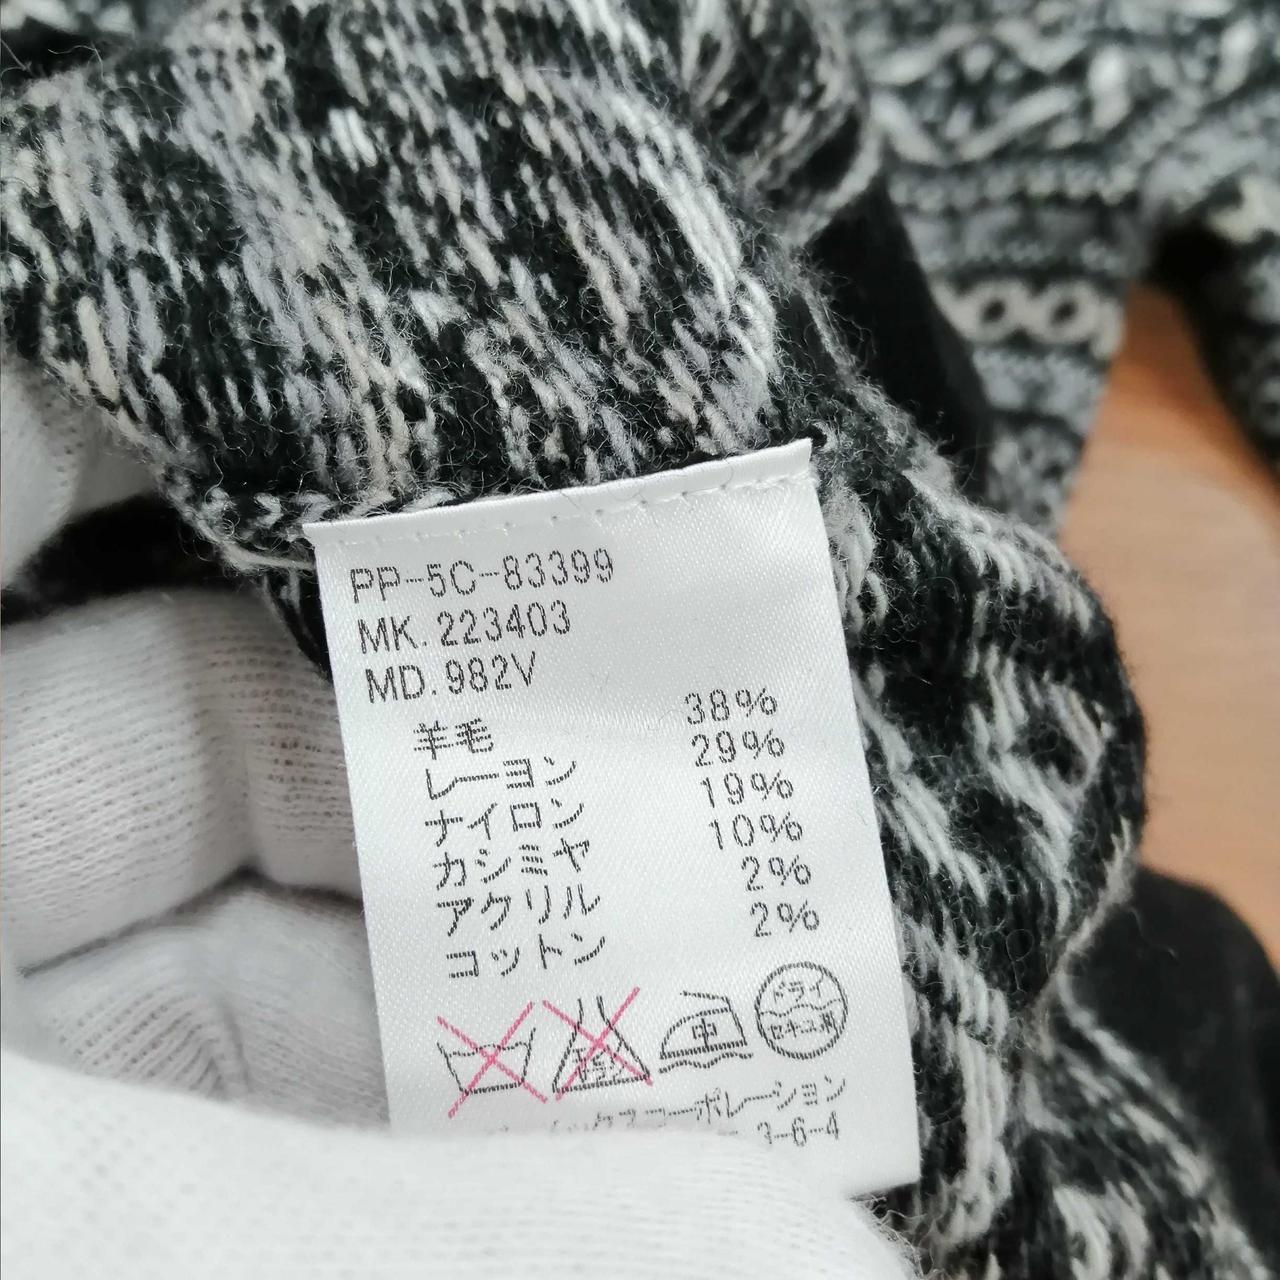 PP-5C-83399
MK. 223403
MD. 982V
羊毛 38%
レーヨン 29%
ナイロン 19%
カシミヤ 10%
アクリル 2%
コットン 2%
中
ドライ
セキユ系
コーポレーション
3-6-4